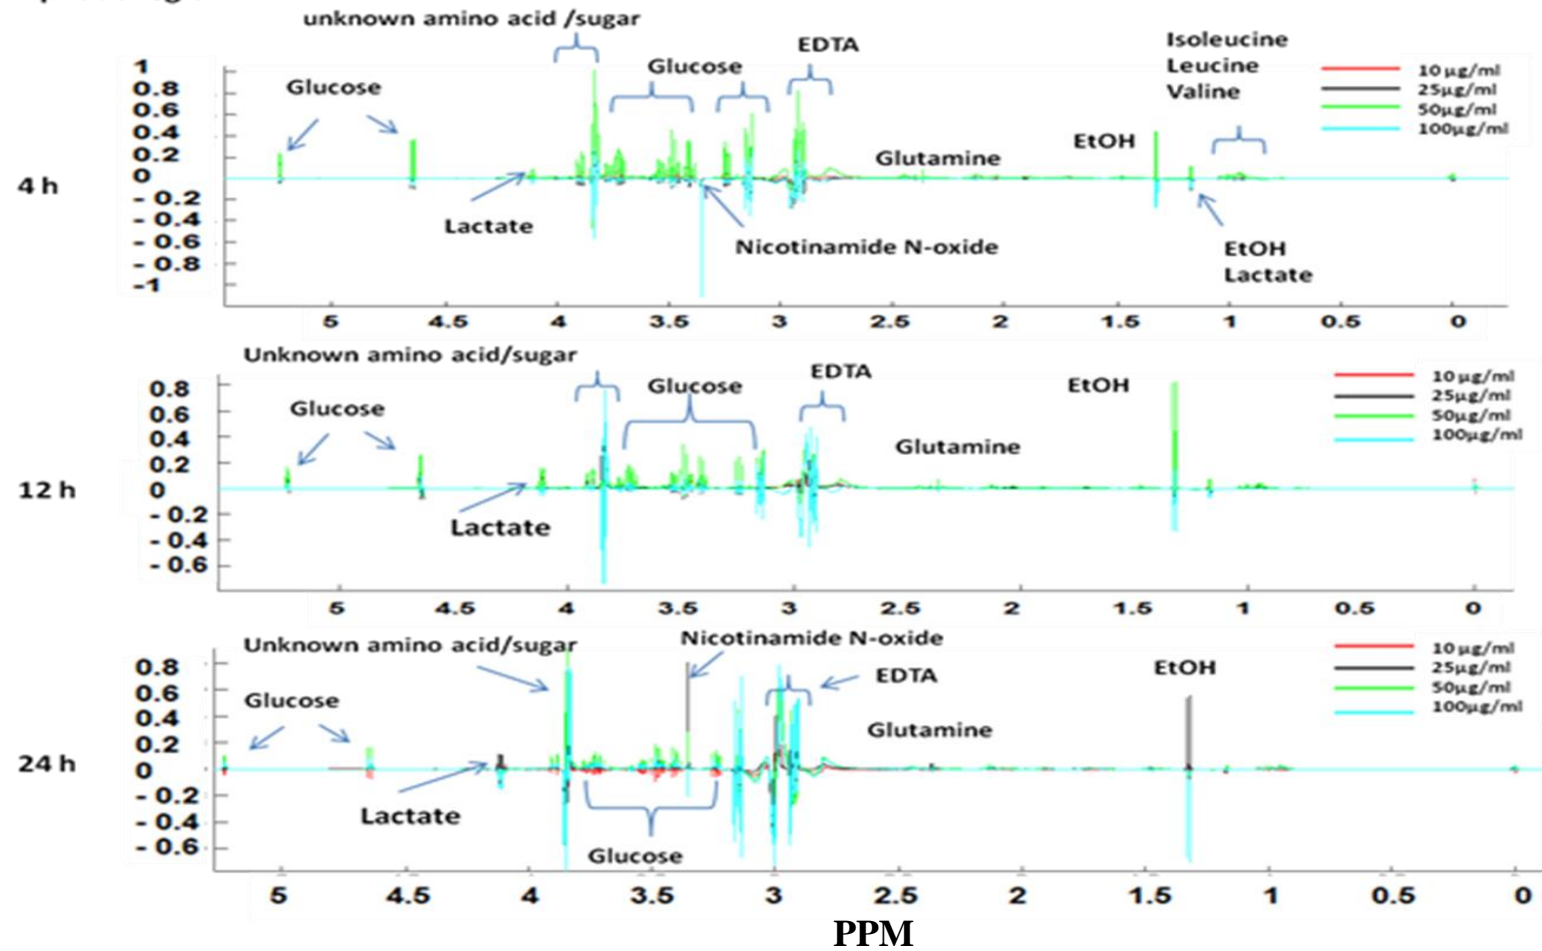 unknown amino acid /sugar
Glucose
Glucose
EDTA
Isoleucine
Leucine
Valine
10 µg/ml
25µg/ml
50µg/ml
100µg/ml
1
0.8
0.6
0.4
0.2
0
- 0.2
- 0.4
- 0.6
- 0.8
-1
4 h
EtOH
Glutamine
Lactate
Nicotinamide N-oxide
EtOH
Lactate
5 4.5 4 3.5 3 2.5 2 1.5 1 0.5 0
Unknown amino acid/sugar
Glucose
Glucose
EDTA
EtOH
10 µg/ml
25µg/ml
50µg/ml
100µg/ml
0.8
0.6
0.4
0.2
0
- 0.2
- 0.4
- 0.6
12 h
Glutamine
Lactate
5 4.5 4 3.5 3 2.5 2 1.5 1 0.5 0
Unknown amino acid/sugar
Nicotinamide N-oxide
Glucose
EDTA
EtOH
10 µg/ml
25µg/ml
50µg/ml
100µg/ml
0.8
0.6
0.4
0.2
0
- 0.2
- 0.4
- 0.6
24 h
Glutamine
Lactate
Glucose
5 4.5 4 3.5 3 2.5 2 1.5 1 0.5 0
PPM